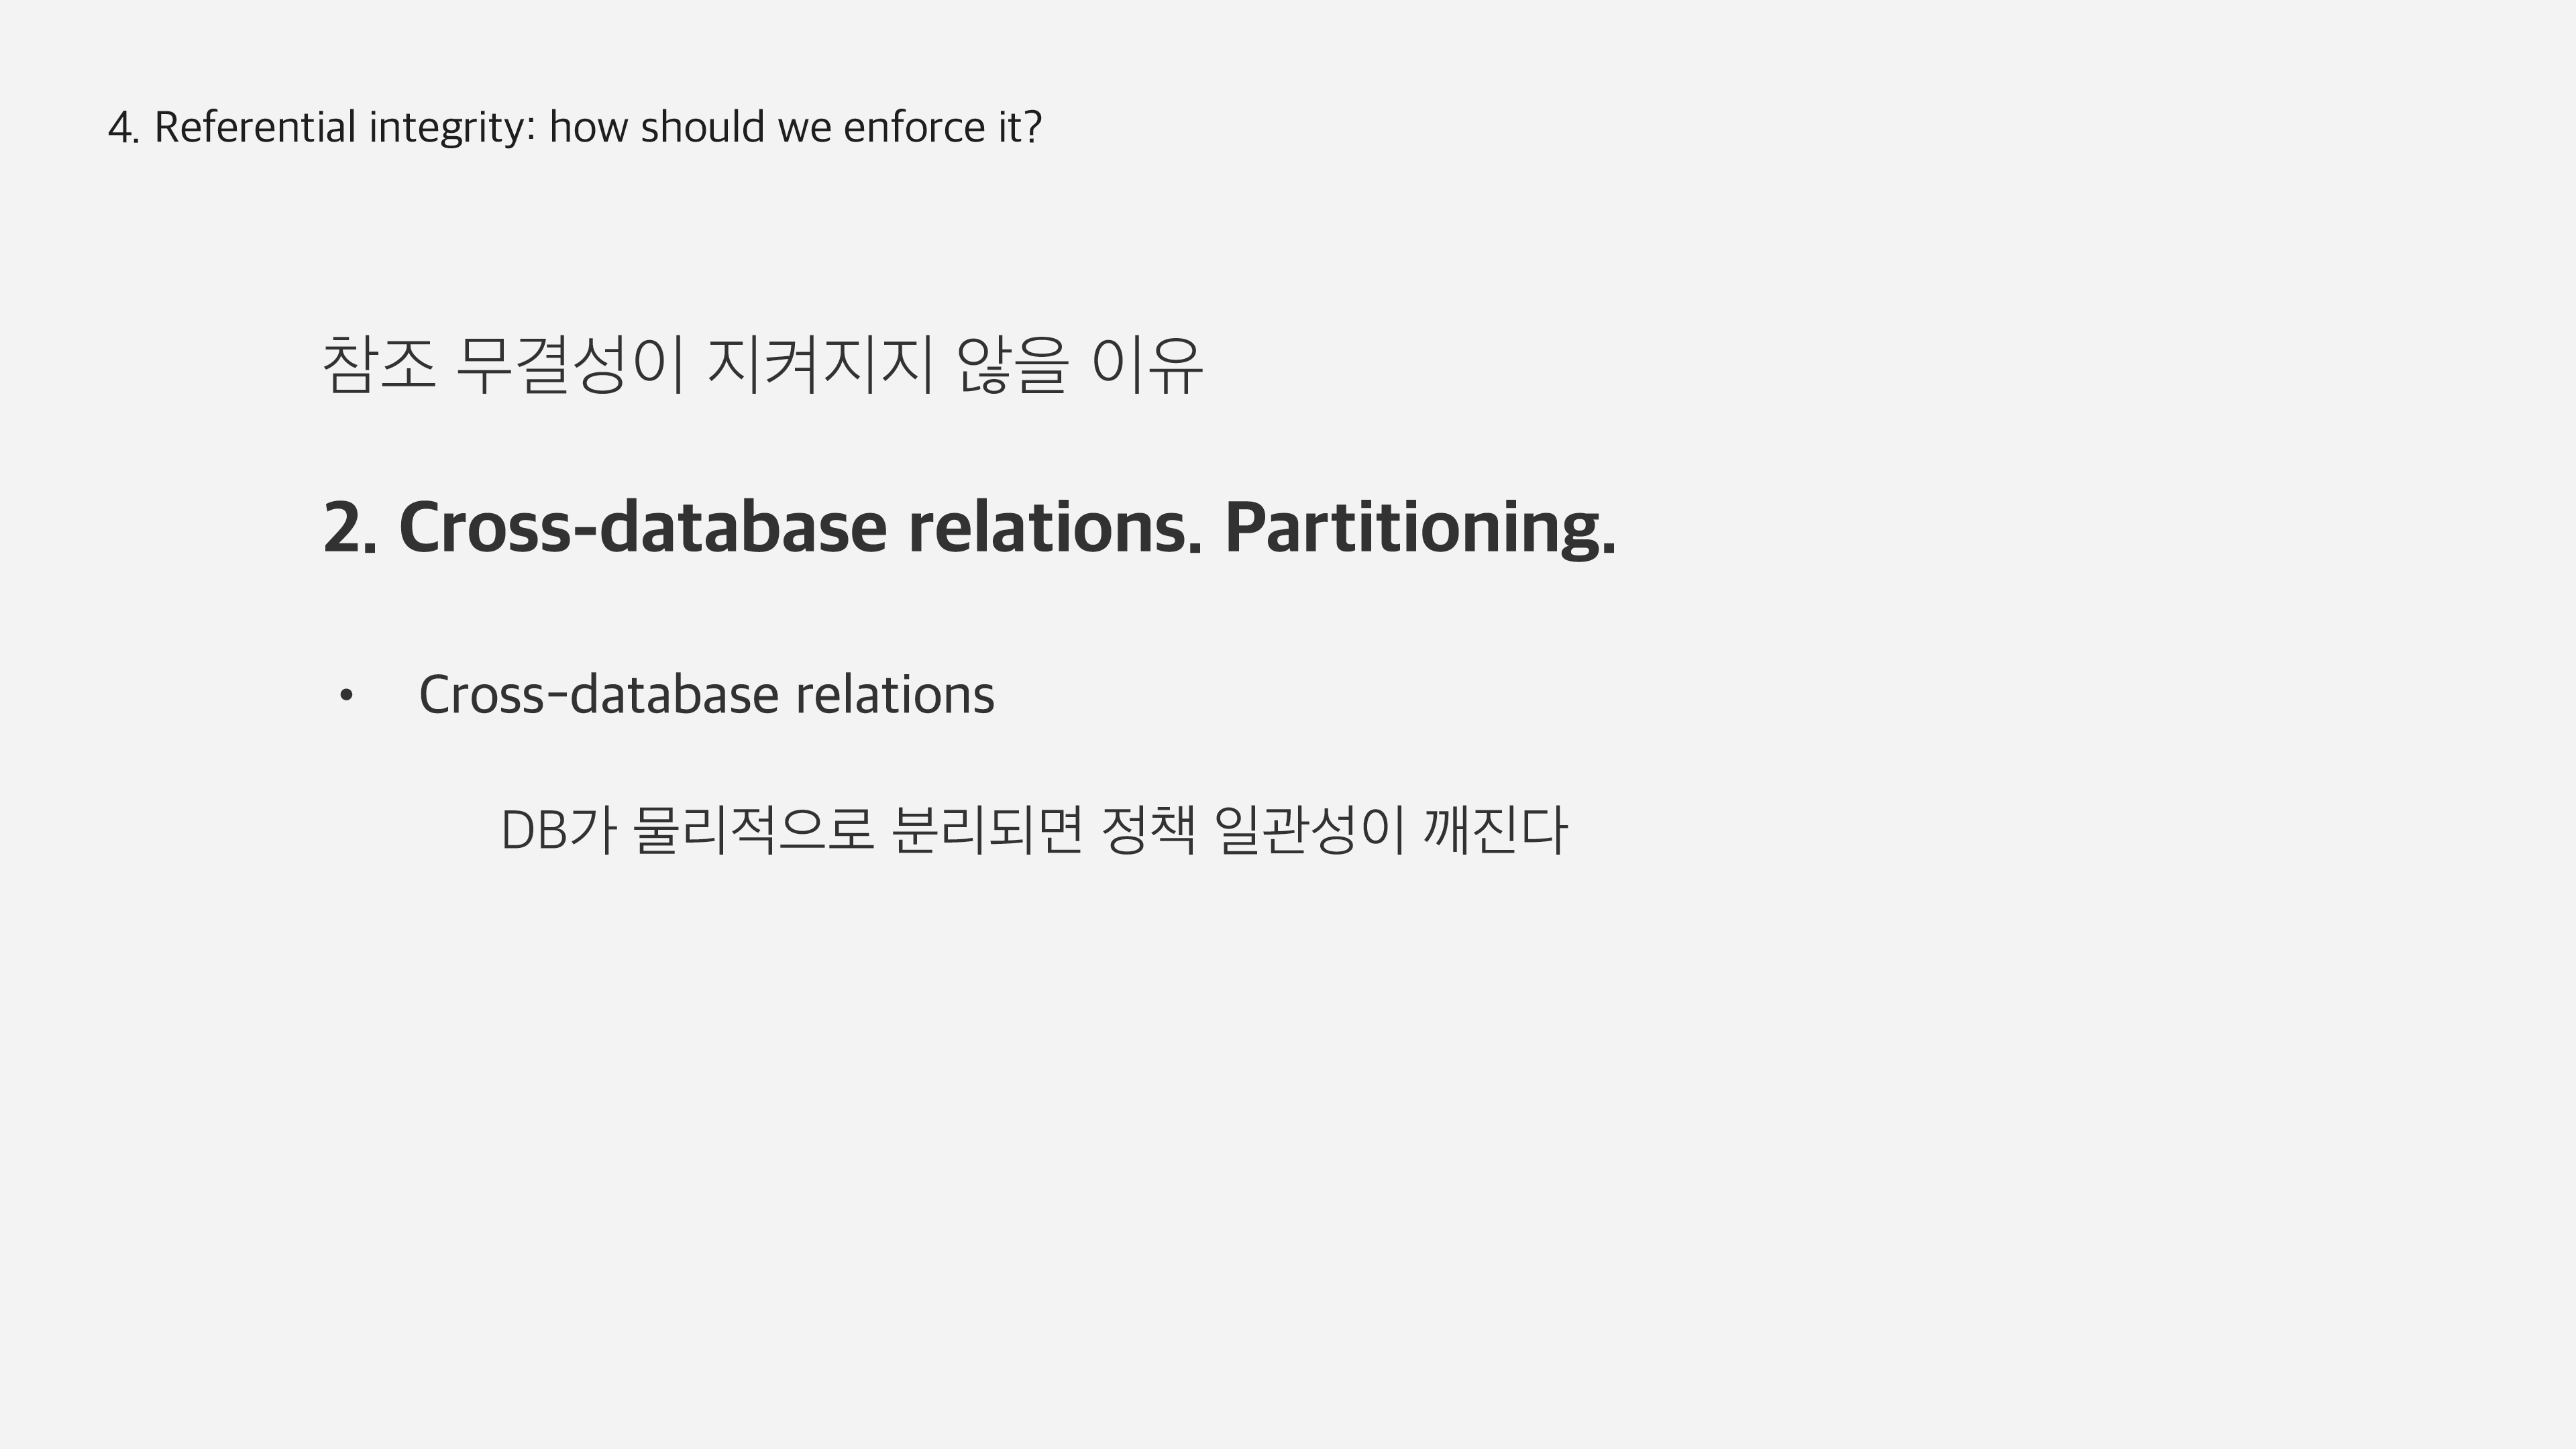 4. Referential integrity: how should we enforce it?
참조 무결성이 지켜지지 않을 이유
2. Cross-database relations. Partitioning.
• Cross-database relations
DB가 물리적으로 분리되면 정책 일관성이 깨진다